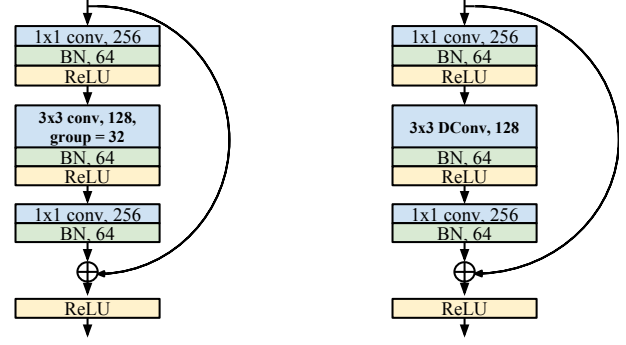 1x1 conv, 256
BN, 64
ReLU
3x3 conv, 128,
group = 32
BN, 64
ReLU
1x1 conv, 256
BN, 64
ReLU
1x1 conv, 256
BN, 64
ReLU
3x3 DConv, 128
BN, 64
ReLU
1x1 conv, 256
BN, 64
ReLU